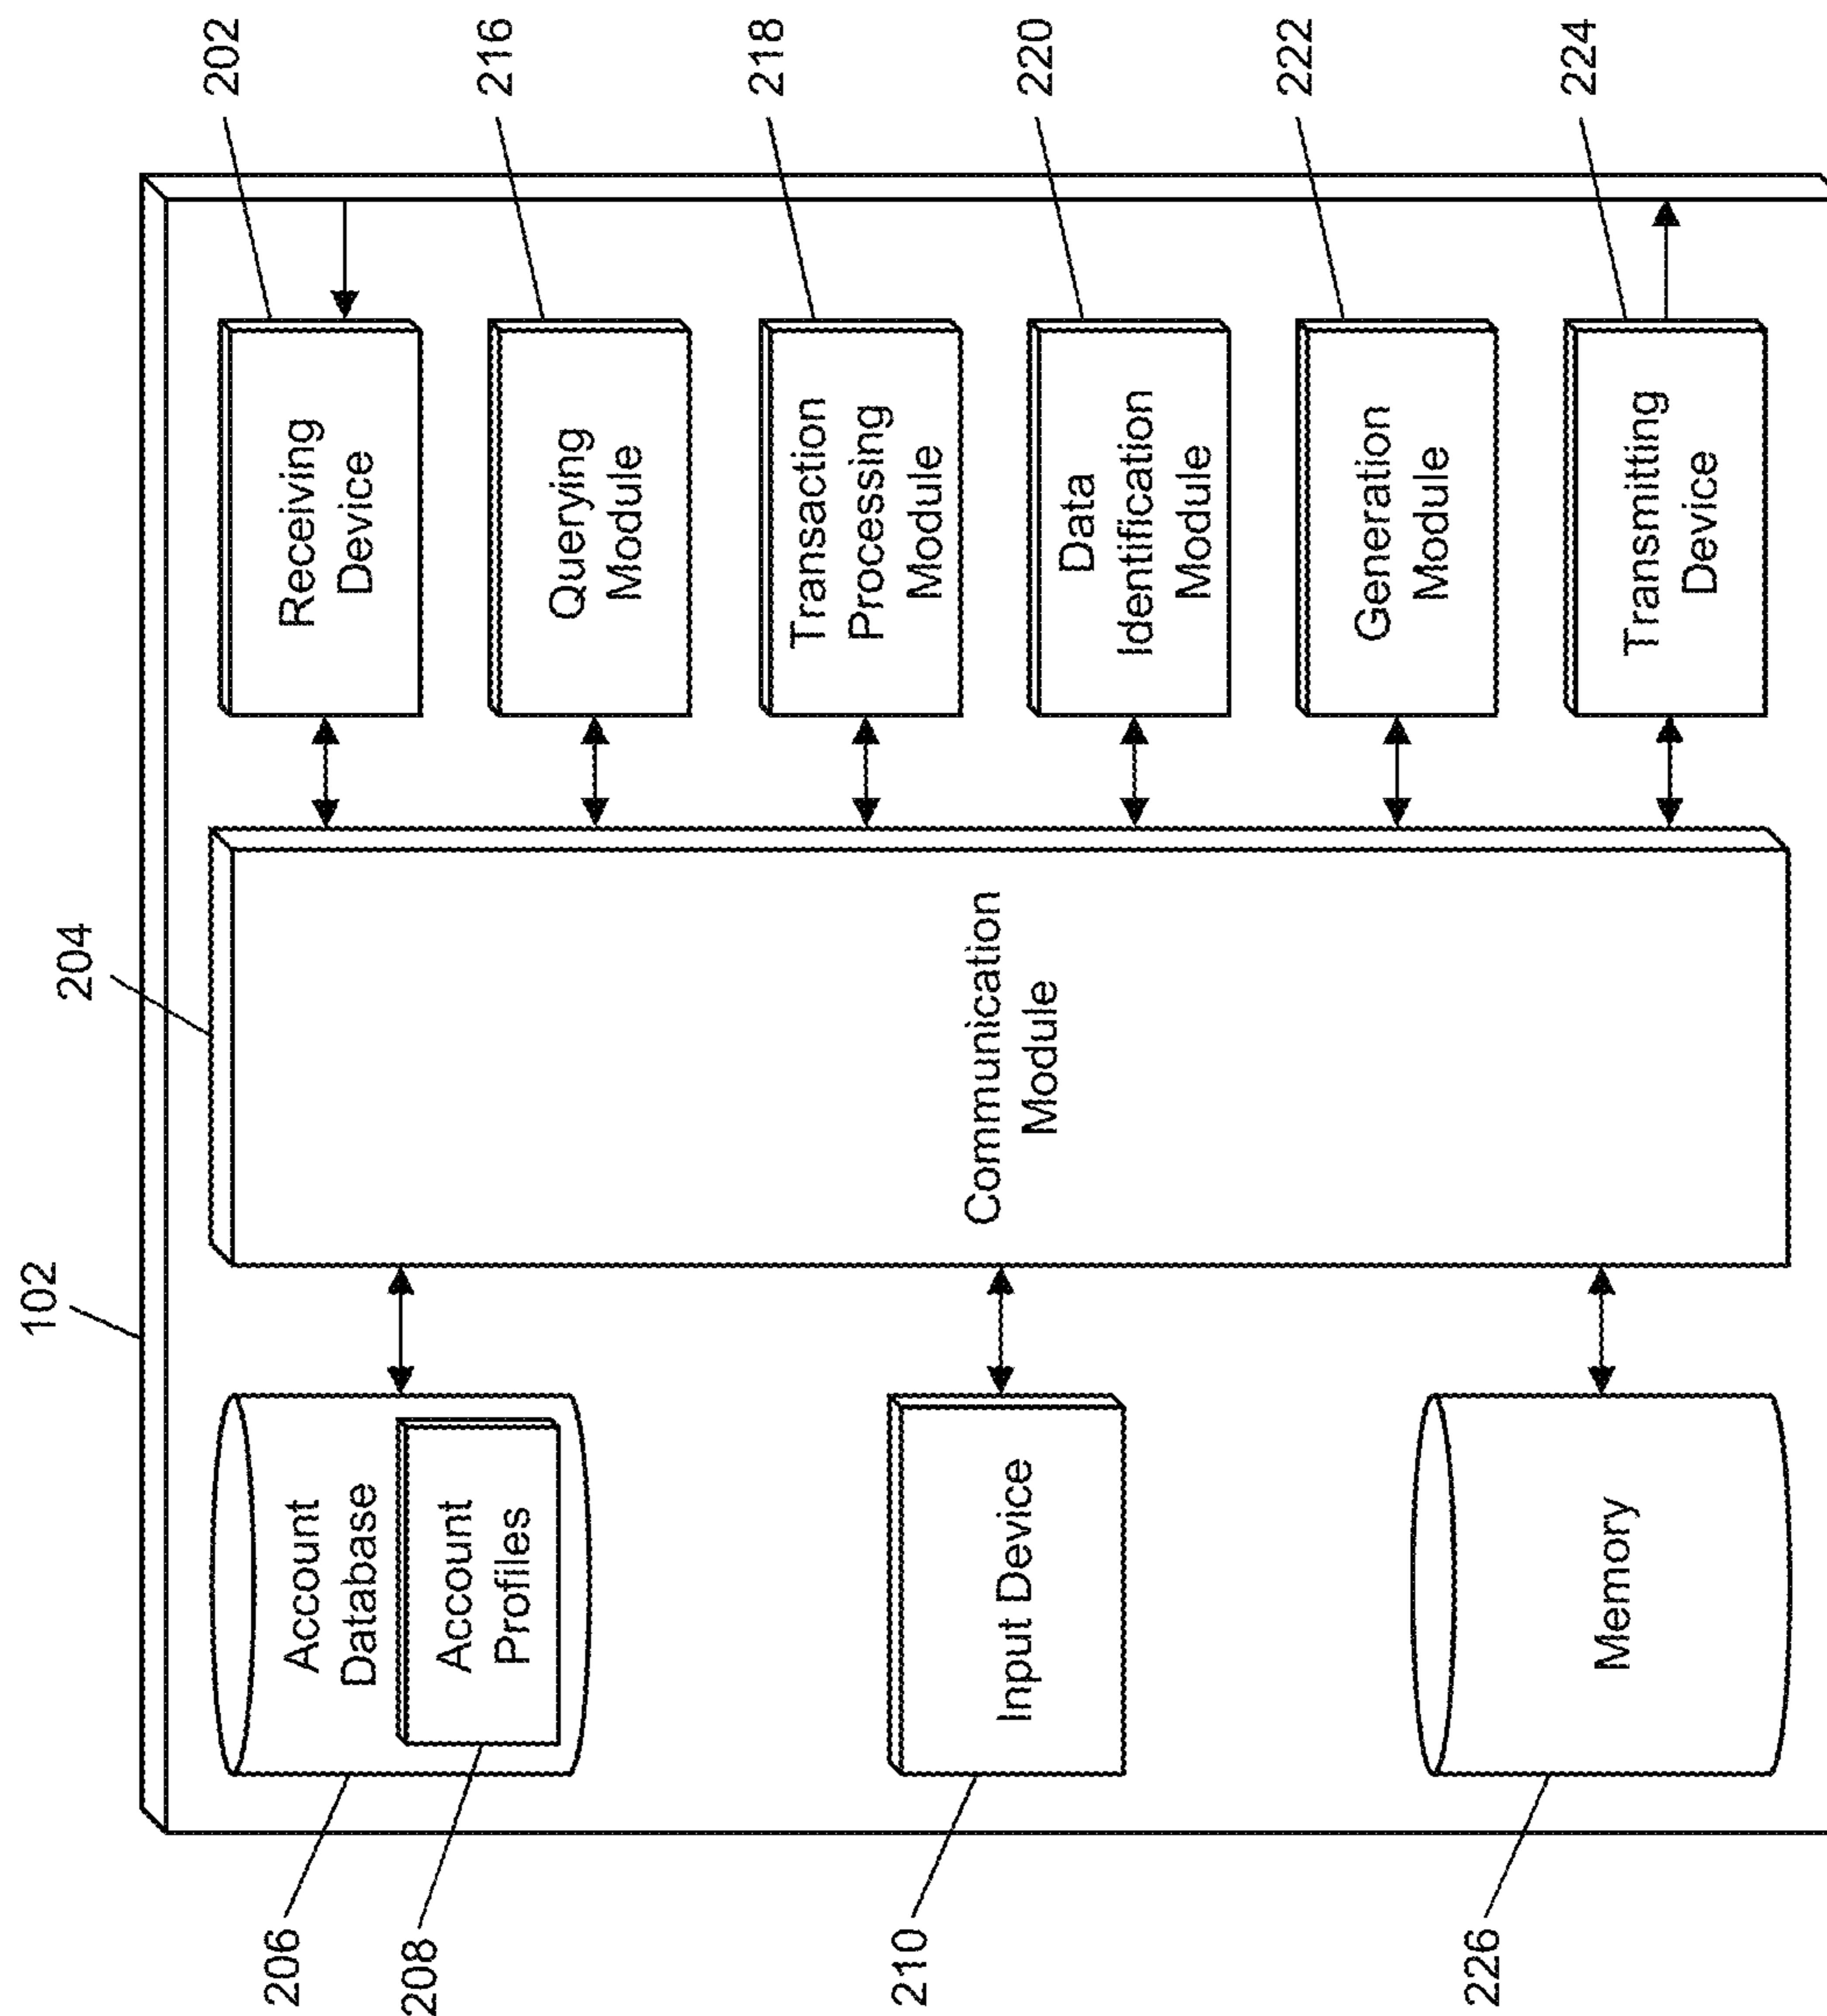 102
204
206
Account
Database
208
Account
Profiles
210
Input Device
226
Memory
Communication
Module
Receiving
Device
202
Querying
Module
216
Transaction
Processing
Module
218
Data
Identification
Module
220
Generation
Module
222
Transmitting
Device
224